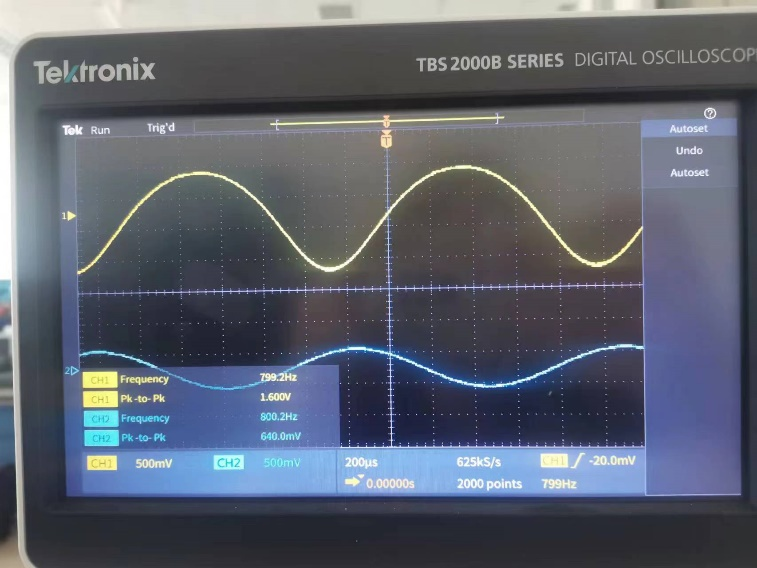 Tektronix
TBS 2000B SERIES DIGITAL OSCILLOSCOP
Tek Run Trig'd
T
T
?
Autoset
Undo
Autoset
1
2
CH1 Frequency 799.2Hz
CH1 Pk-to-Pk 1.600V
CH2 Frequency 800.2Hz
CH2 Pk-to-Pk 640.0mV
CH1 500mV CH2 500mV 200µs 625kS/s CH1 -20.0mV
0.00000s 2000 points 799Hz